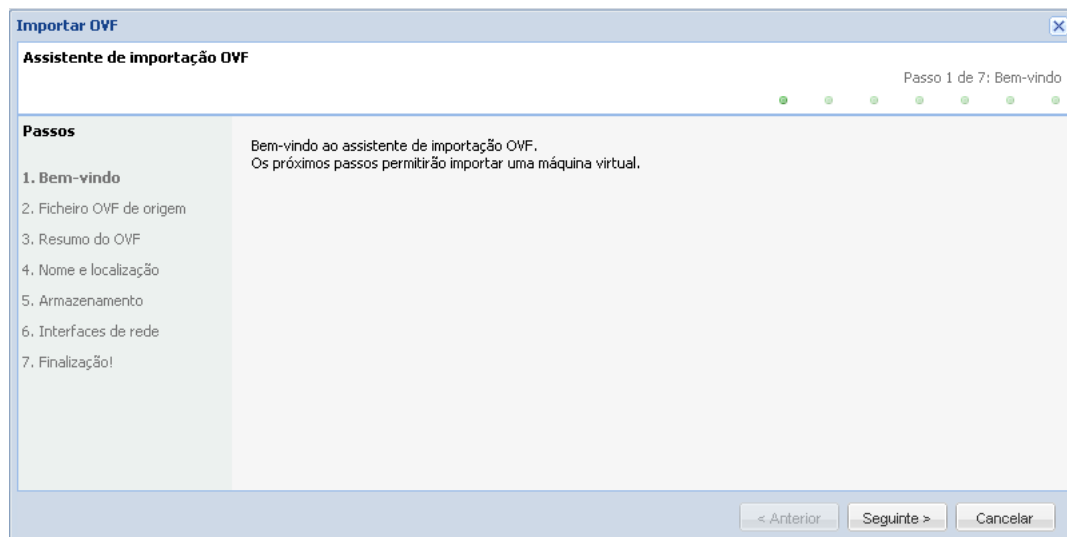 Importar OVF
Assistente de importação OVF
Passo 1 de 7: Bem-vindo
Passos
1. Bem-vindo
2. Ficheiro OVF de origem
3. Resumo do OVF
4. Nome e localização
5. Armazenamento
6. Interfaces de rede
7. Finalização!
Bem-vindo ao assistente de importação OVF.
Os próximos passos permitirão importar uma máquina virtual.
< Anterior
Seguinte >
Cancelar